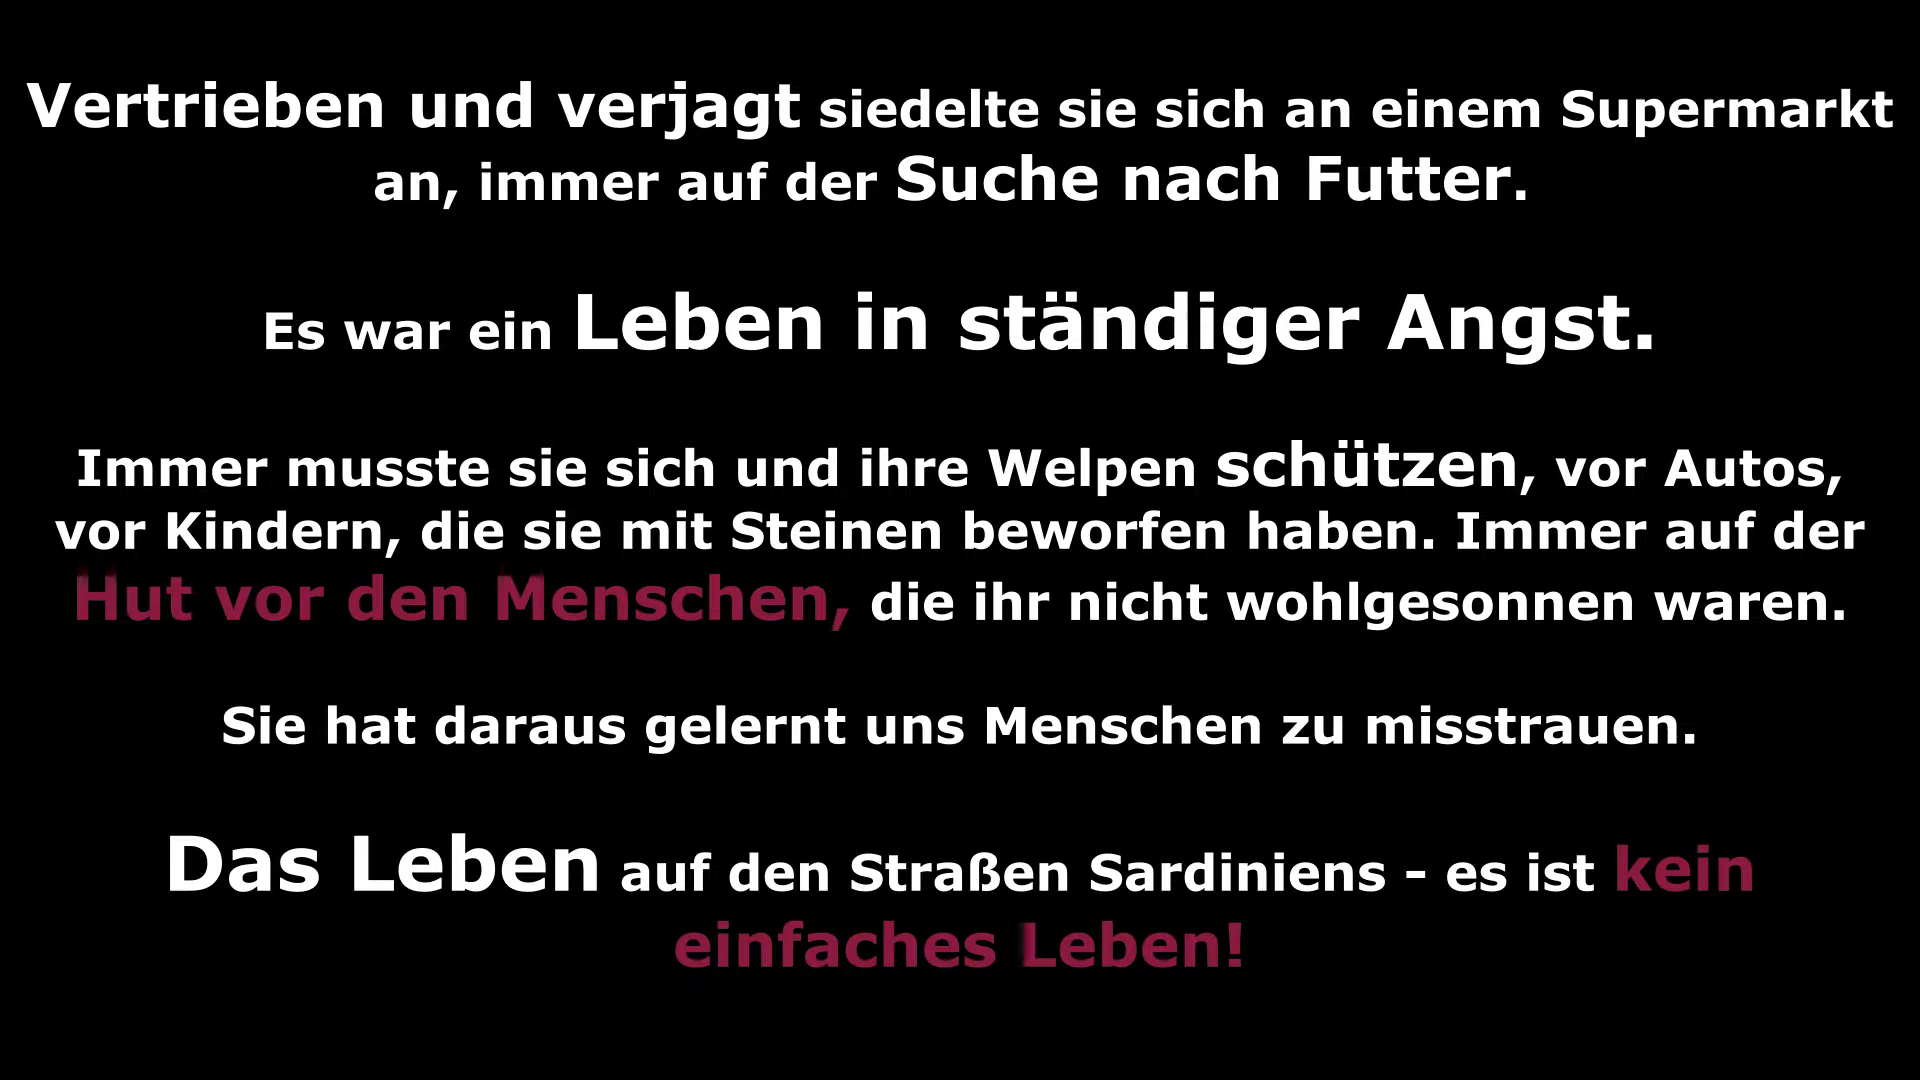 Vertrieben und verjagt siedelte sie sich an einem Supermarkt
an, immer auf der Suche nach Futter.
Es war ein Leben in ständiger Angst.
Immer musste sie sich und ihre Welpen schützen, vor Autos,
vor Kindern, die sie mit Steinen beworfen haben. Immer auf der
Hut vor den Menschen, die ihr nicht wohlgesonnen waren.
Sie hat daraus gelernt uns Menschen zu misstrauen.
Das Leben auf den Straßen Sardiniens - es ist kein
einfaches Leben!